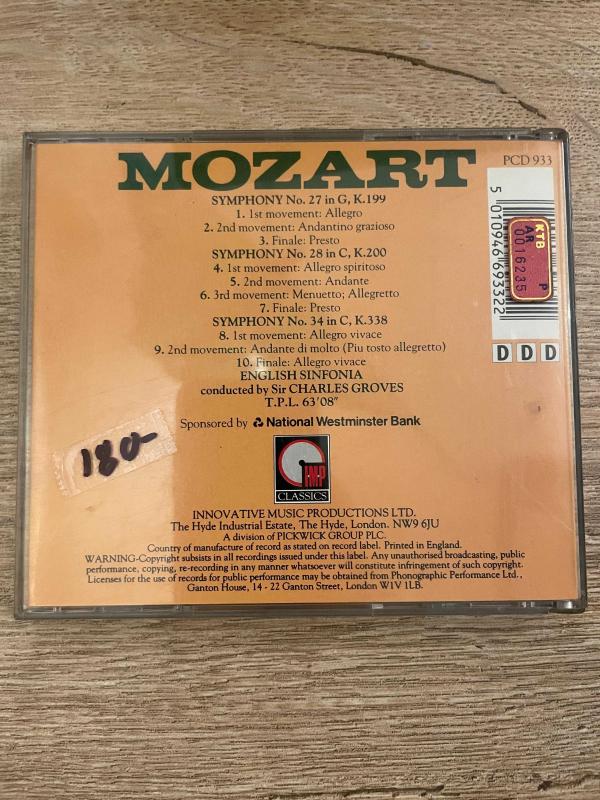 MOZART
PCD 933
SYMPHONY No. 27 in G, K.199
1. 1st movement: Allegro
2. 2nd movement: Andantino grazioso
3. Finale: Presto
SYMPHONY No. 28 in C, K.200
4. 1st movement: Allegro spiritoso
5. 2nd movement: Andante
6. 3rd movement: Menuetto; Allegretto
7. Finale: Presto
SYMPHONY No. 34 in C, K.338
8. 1st movement: Allegro vivace
9. 2nd movement: Andante di molto (Piu tosto allegretto)
10. Finale: Allegro vivace
ENGLISH SINFONIA
conducted by Sir CHARLES GROVES
T.P.L. 63'08"
Sponsored by National Westminster Bank
5 010946 693322
KTB P
AR
0016235
DDD
180-
IMP
CLASSICS
INNOVATIVE MUSIC PRODUCTIONS LTD.
The Hyde Industrial Estate, The Hyde, London. NW9 6JU
A division of PICKWICK GROUP PLC.
Country of manufacture of record as stated on record label. Printed in England.
WARNING-Copyright subsists in all recordings issued under this label. Any unauthorised broadcasting, public
performance, copying, re-recording in any manner whatsoever will constitute infringement of such copyright.
Licenses for the use of records for public performance may be obtained from Phonographic Performance Ltd.,
Ganton House, 14 - 22 Ganton Street, London W1V 1LB.